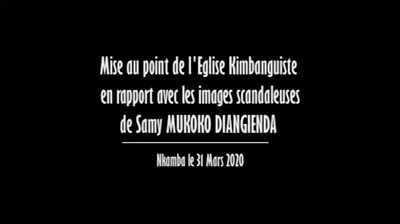 Mise au point de l'Eglise Kimbanguiste
en rapport avec les images scandaleuses
de Samy MUKOKO DIANGIENDA
Nkamba le 31 Mars 2020